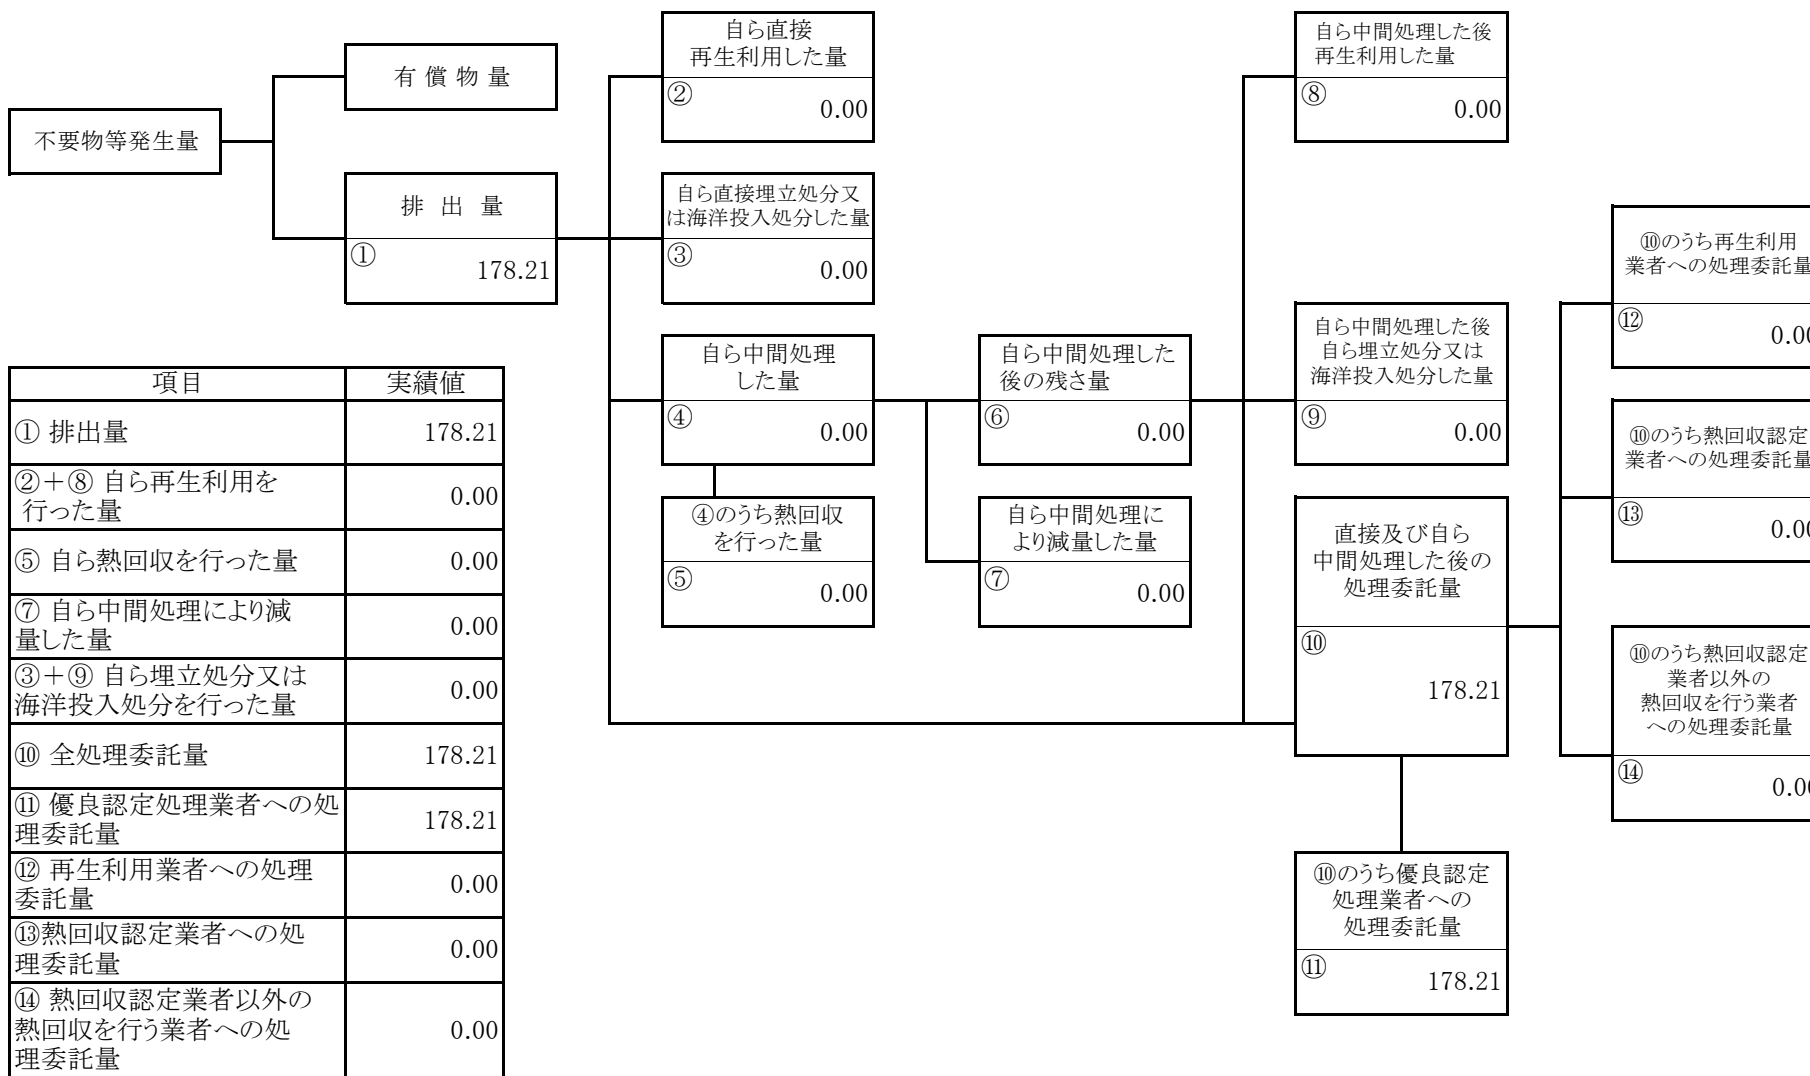 不要物等発生量
有 償 物 量
排 出 量
①
178.21
自ら直接
再生利用した量
②
0.00
自ら直接埋立処分又
は海洋投入処分した量
③
0.00
自ら中間処理
した量
④
0.00
④のうち熱回収
を行った量
⑤
0.00
自ら中間処理した
後の残さ量
⑥
0.00
自ら中間処理に
より減量した量
⑦
0.00
自ら中間処理した後
再生利用した量
⑧
0.00
自ら中間処理した後
自ら埋立処分又は
海洋投入処分した量
⑨
0.00
直接及び自ら
中間処理した後の
処理委託量
⑩
178.21
⑩のうち優良認定
処理業者への
処理委託量
⑪
178.21
⑩のうち再生利用
業者への処理委託量
⑫
0.00
⑩のうち熱回収認定
業者への処理委託量
⑬
0.00
⑩のうち熱回収認定
業者以外の
熱回収を行う業者
への処理委託量
⑭
0.00
項目 実績値
① 排出量 178.21
②＋⑧ 自ら再生利用を
行った量 0.00
⑤ 自ら熱回収を行った量 0.00
⑦ 自ら中間処理により減
量した量 0.00
③＋⑨ 自ら埋立処分又は
海洋投入処分を行った量 0.00
⑩ 全処理委託量 178.21
⑪ 優良認定処理業者への処
理委託量 178.21
⑫ 再生利用業者への処理
委託量 0.00
⑬熱回収認定業者への処
理委託量 0.00
⑭ 熱回収認定業者以外の
熱回収を行う業者への処
理委託量 0.00